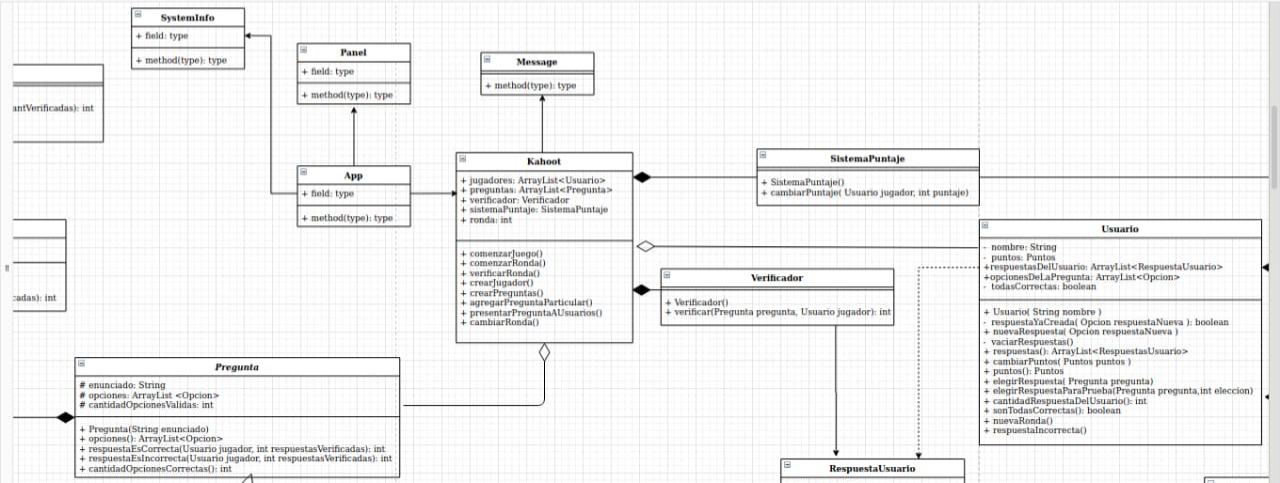 SystemInfo
+ field: type
+ method(type): type
Panel
+ field: type
+ method(type): type
Message
+ method(type): type
antVerificadas): int
App
+ field: type
+ method(type): type
Kahoot
+ jugadores: ArrayList<Usuario>
+ preguntas: ArrayList<Pregunta>
+ verificador: Verificador
+ sistemaPuntaje: SistemaPuntaje
+ ronda: int
+ comenzarJuego()
+ comenzarRonda()
+ verificarRonda()
+ crearJugador()
+ crearPreguntas()
+ agregarPreguntaParticular()
+ presentarPreguntaAUsuarios()
+ cambiarRonda()
SistemaPuntaje
+ SistemaPuntaje()
+ cambiarPuntaje( Usuario jugador, int puntaje)
Usuario
- nombre: String
- puntos: Puntos
+respuestasDelUsuario: ArrayList<RespuestaUsuario>
+opcionesDeLaPregunta: ArrayList<Opcion>
- todasCorrectas: boolean
+ Usuario( String nombre )
- respuestaYaCreada( Opcion respuestaNueva ): boolean
+ nuevaRespuesta( Opcion respuestaNueva )
- vaciarRespuestas()
+ respuestas(): ArrayList<RespuestasUsuario>
+ cambiarPuntos( Puntos puntos )
+ puntos(): Puntos
+ elegirRespuesta( Pregunta pregunta)
+ elegirRespuestaParaPrueba(Pregunta pregunta,int eleccion)
+ cantidadRespuestaDelUsuario(): int
+ sonTodasCorrectas(): boolean
+ nuevaRonda()
+ respuestaIncorrecta()
Verificador
+ Verificador()
+ verificar(Pregunta pregunta, Usuario jugador): int
cadas): int
Pregunta
# enunciado: String
# opciones: ArrayList <Opcion>
# cantidadOpcionesValidas: int
+ Pregunta(String enunciado)
+ opciones(): ArrayList<Opcion>
+ respuestaEsCorrecta(Usuario jugador, int respuestasVerificadas): int
+ respuestaEsIncorrecta(Usuario jugador, int respuestasVerificadas): int
+ cantidadOpcionesCorrectas(): int
RespuestaUsuario